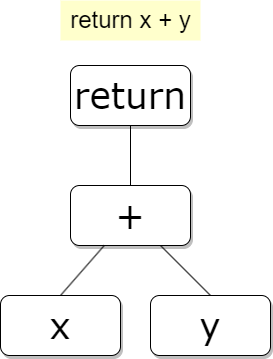 return x + y
return
+
x
y